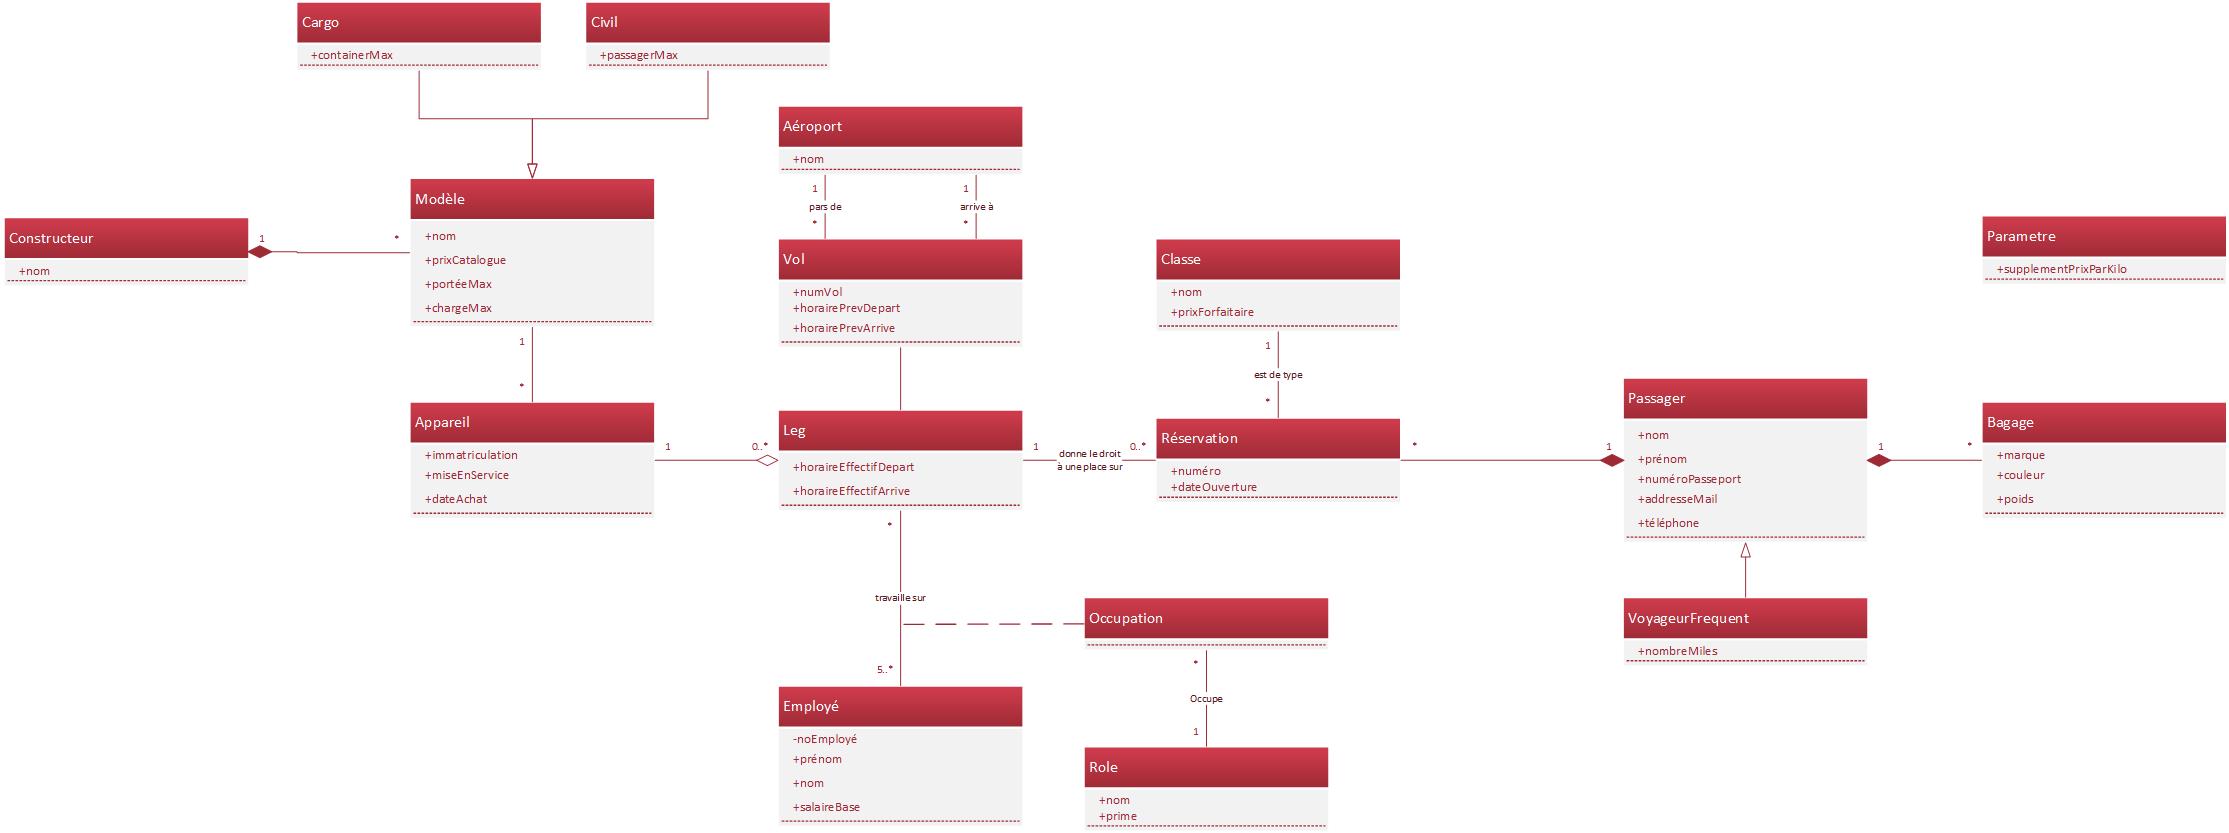 Cargo
+containerMax
Civil
+passagerMax
Aéroport
+nom
1
pars de
*
1
arrive à
*
Constructeur
+nom
1
*
Modèle
+nom
+prixCatalogue
+portéeMax
+chargeMax
1
*
Vol
+numVol
+horairePrevDepart
+horairePrevArrive
Classe
+nom
+prixForfaitaire
1
est de type
*
Parametre
+supplementPrixParKilo
Appareil
+immatriculation
+miseEnService
+dateAchat
1
0..*
Leg
+horaireEffectifDepart
+horaireEffectifArrive
1
donne le droit
à une place sur
0..*
Réservation
+numéro
+dateOuverture
*
1
Passager
+nom
+prénom
+numéroPasseport
+addresseMail
+téléphone
1
*
Bagage
+marque
+couleur
+poids
*
travaille sur
5..*
Occupation
*
Occupe
1
VoyageurFrequent
+nombreMiles
Employé
-noEmployé
+prénom
+nom
+salaireBase
Role
+nom
+prime